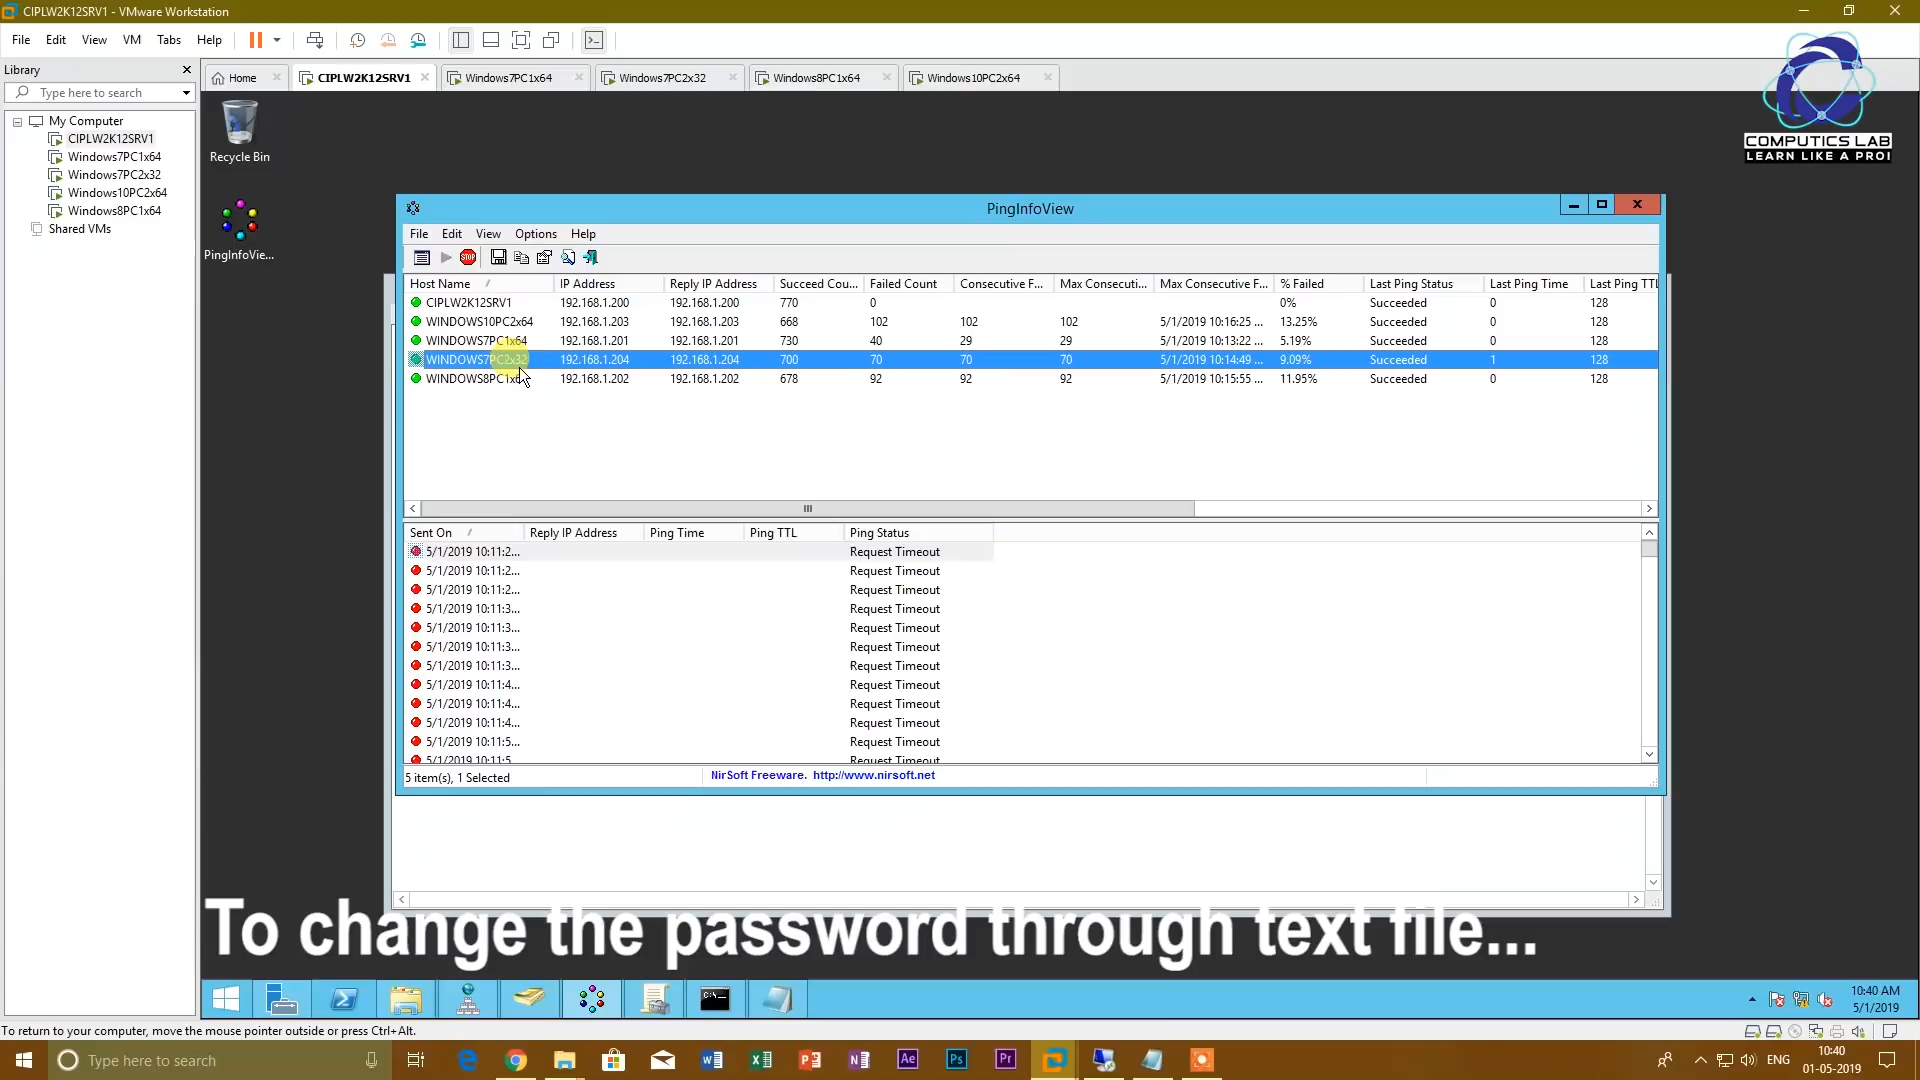 CIPLW2K12SRV1 - VMware Workstation
File Edit View VM Tabs Help
Library
Type here to search
Home CIPLW2K12SRV1 Windows7PC1x64 Windows7PC2x32 Windows8PC1x64 Windows10PC2x64
My Computer
CIPLW2K12SRV1
Windows7PC1x64
Windows7PC2x32
Windows10PC2x64
Windows8PC1x64
Shared VMs
Recycle Bin
PingInfoVie...
COMPUTICS LAB
LEARN LIKE A PRO!
PingInfoView
File Edit View Options Help
Host Name IP Address Reply IP Address Succeed Cou... Failed Count Consecutive F... Max Consecuti... Max Consecutive F... % Failed Last Ping Status Last Ping Time Last Ping TTL
CIPLW2K12SRV1 192.168.1.200 192.168.1.200 770 0 0% Succeeded 0 128
WINDOWS10PC2x64 192.168.1.203 192.168.1.203 668 102 102 102 5/1/2019 10:16:25 ... 13.25% Succeeded 0 128
WINDOWS7PC1x64 192.168.1.201 192.168.1.201 730 40 29 29 5/1/2019 10:13:22 ... 5.19% Succeeded 0 128
WINDOWS7PC2x32 192.168.1.204 192.168.1.204 700 70 70 70 5/1/2019 10:14:49 ... 9.09% Succeeded 1 128
WINDOWS8PC1x64 192.168.1.202 192.168.1.202 678 92 92 92 5/1/2019 10:15:55 ... 11.95% Succeeded 0 128
Sent On Reply IP Address Ping Time Ping TTL Ping Status
5/1/2019 10:11:2... Request Timeout
5/1/2019 10:11:2... Request Timeout
5/1/2019 10:11:2... Request Timeout
5/1/2019 10:11:3... Request Timeout
5/1/2019 10:11:3... Request Timeout
5/1/2019 10:11:3... Request Timeout
5/1/2019 10:11:3... Request Timeout
5/1/2019 10:11:4... Request Timeout
5/1/2019 10:11:4... Request Timeout
5/1/2019 10:11:4... Request Timeout
5/1/2019 10:11:5... Request Timeout
5/1/2019 10:11:5... Request Timeout
5 item(s), 1 Selected NirSoft Freeware. http://www.nirsoft.net
To change the password through text file...
10:40 AM
5/1/2019
To return to your computer, move the mouse pointer outside or press Ctrl+Alt.
Type here to search
ENG
10:40
01-05-2019